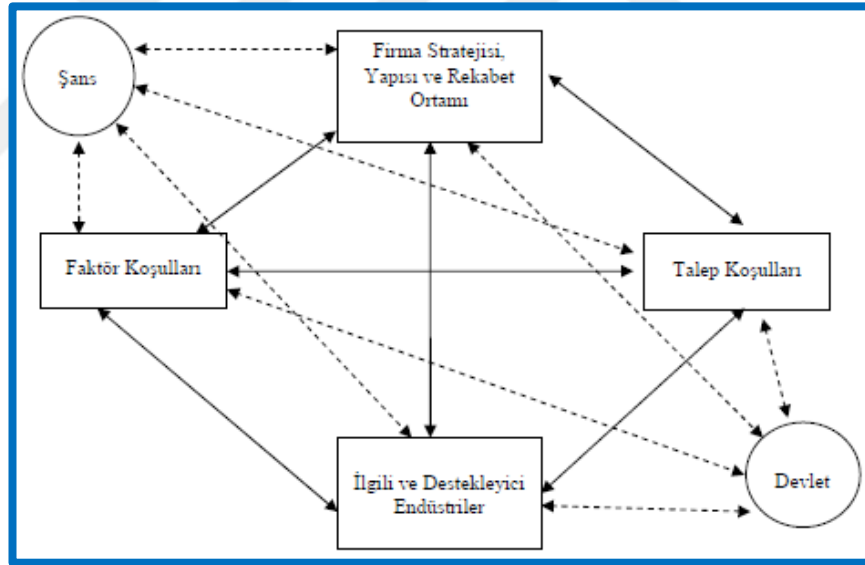 Şans
Firma Stratejisi,
Yapısı ve Rekabet
Ortamı
Faktör Koşulları
Talep Koşulları
İlgili ve Destekleyici
Endüstriler
Devlet